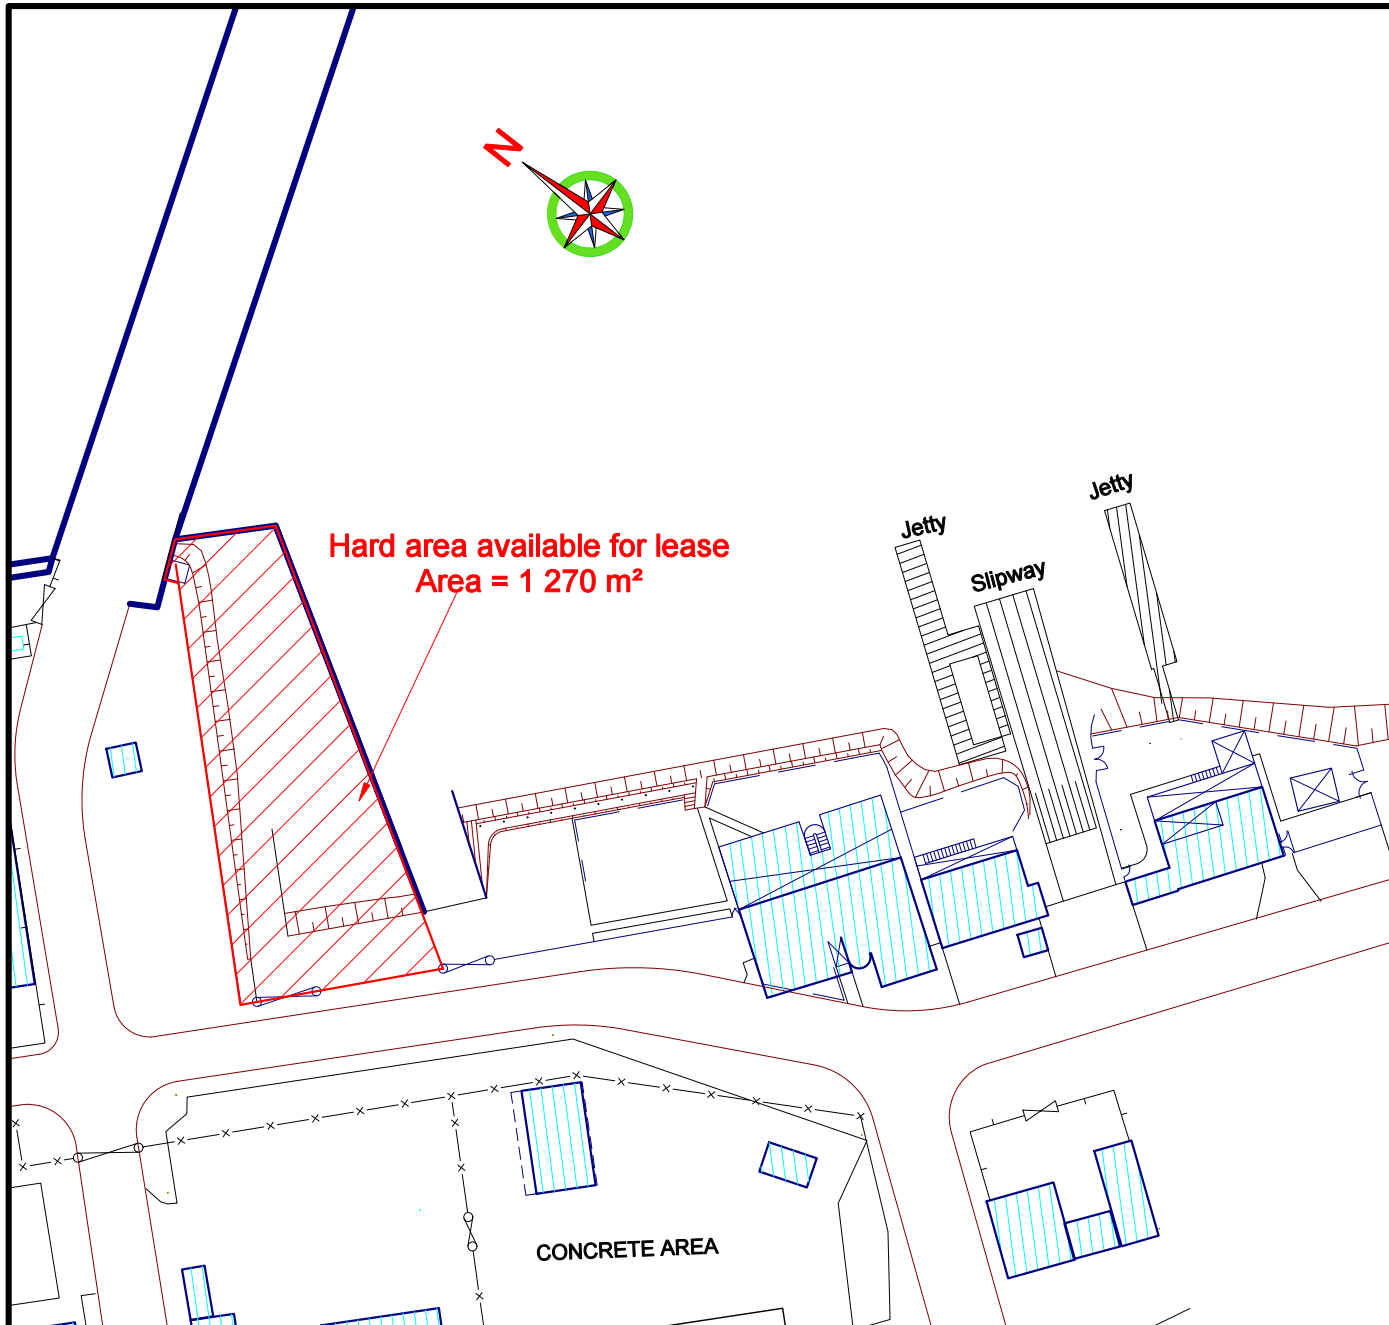 N
Hard area available for lease
Area = 1 270 m²
Jetty
Jetty
Slipway
CONCRETE AREA